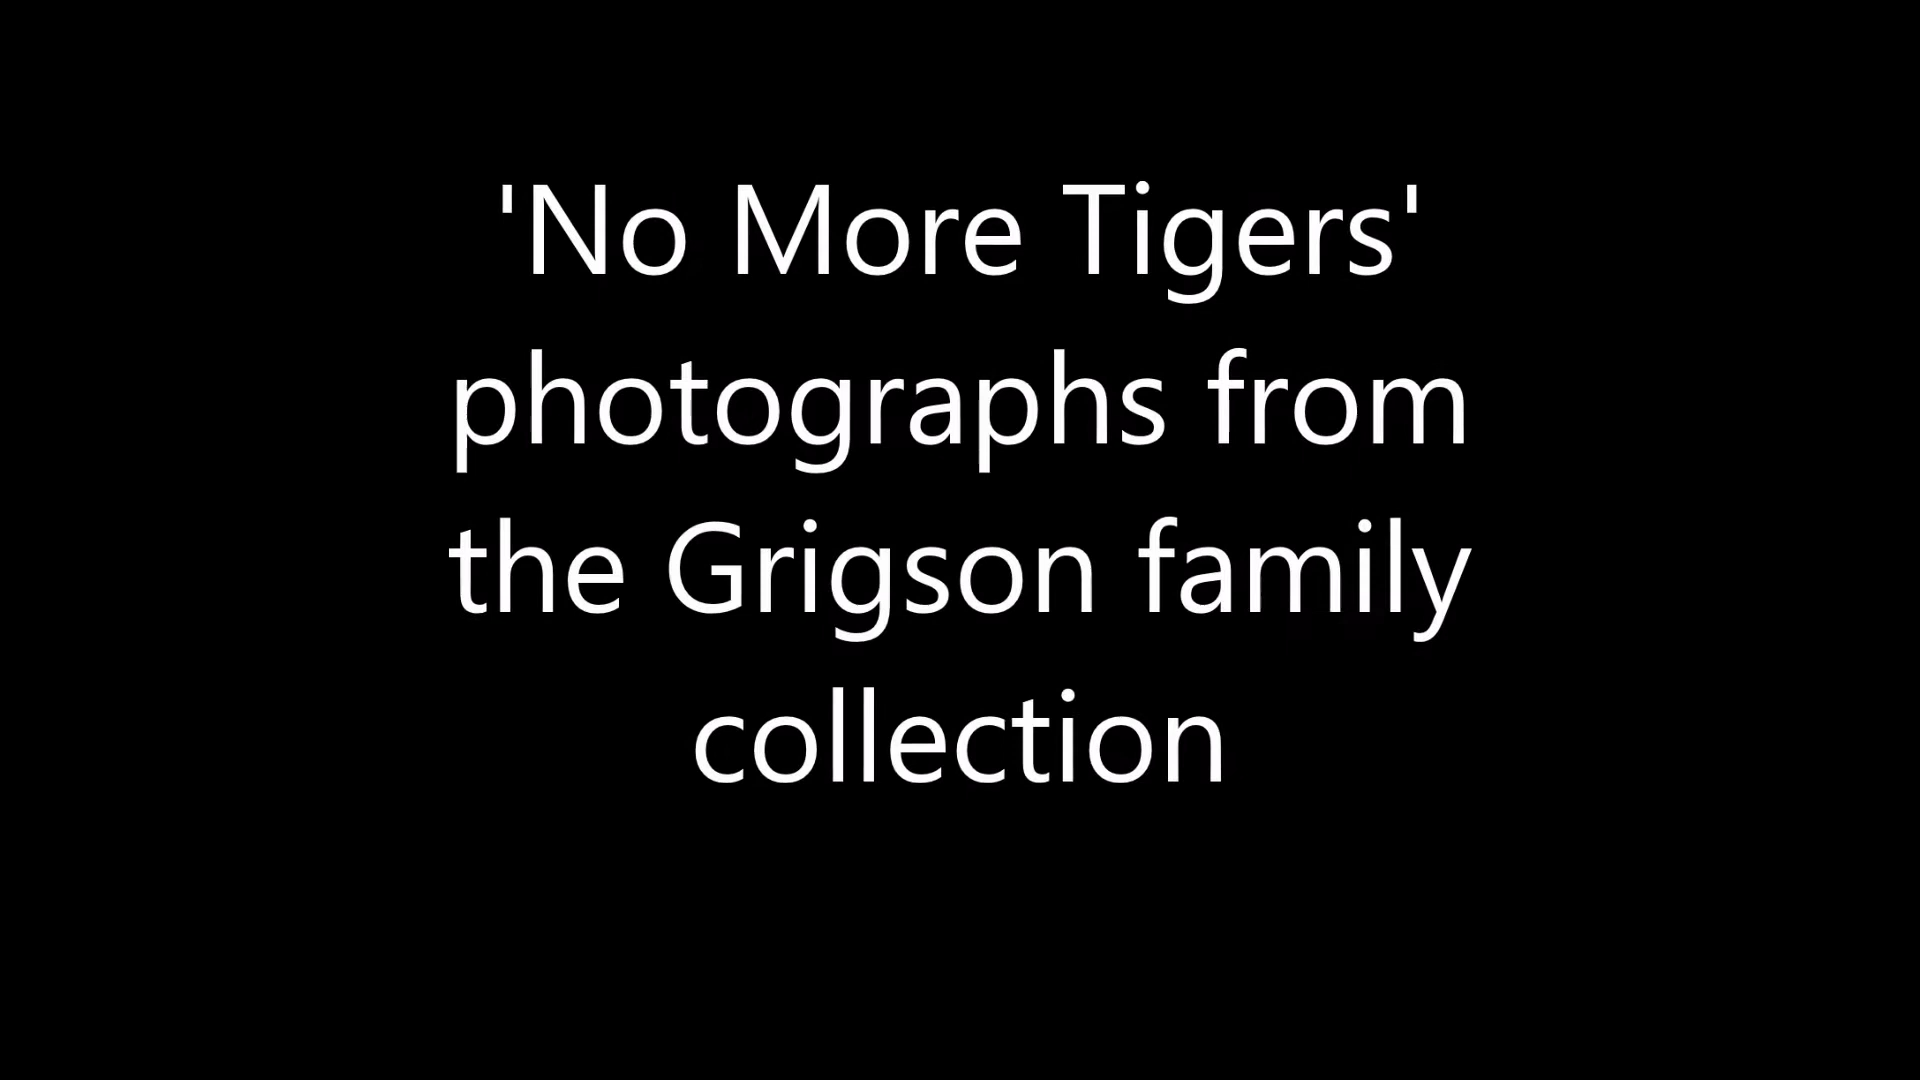 'No More Tigers'
photographs from
the Grigson family
collection